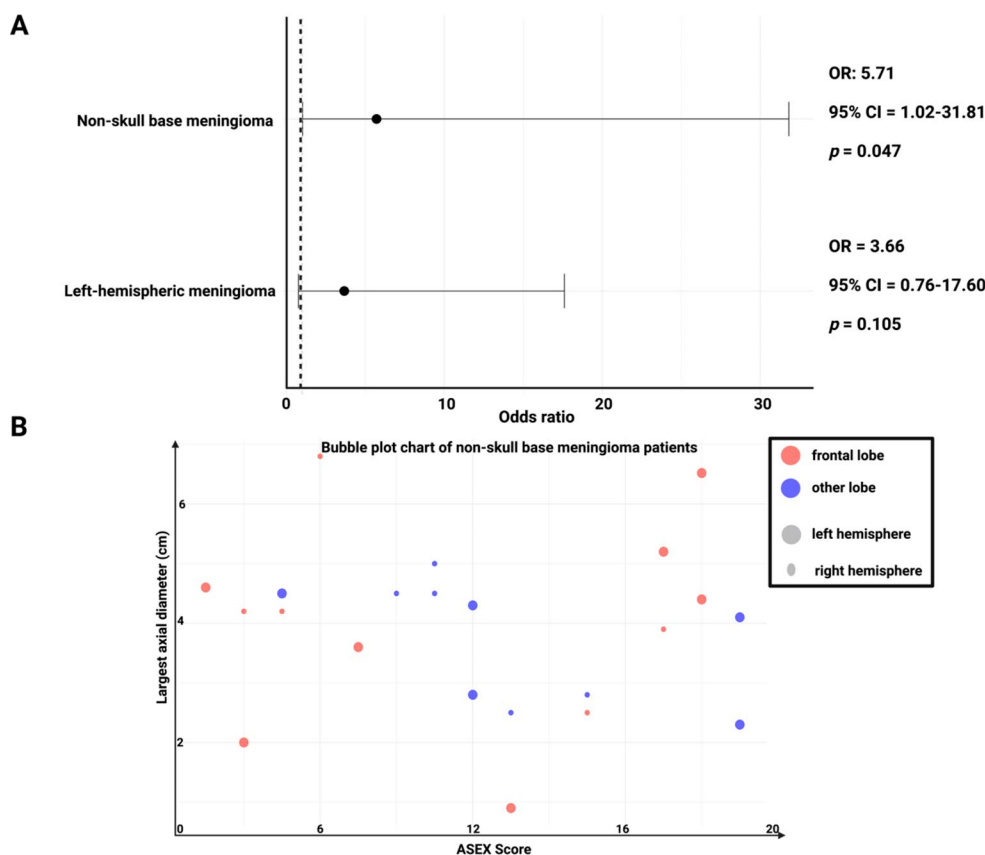 A
Non-skull base meningioma
OR: 5.71
95% CI = 1.02-31.81
p = 0.047
Left-hemispheric meningioma
OR = 3.66
95% CI = 0.76-17.60
p = 0.105
0 10 20 30
Odds ratio
B
Bubble plot chart of non-skull base meningioma patients
Largest axial diameter (cm)
6
4
2
0 6 12 16 20
ASEX Score
frontal lobe
other lobe
left hemisphere
right hemisphere